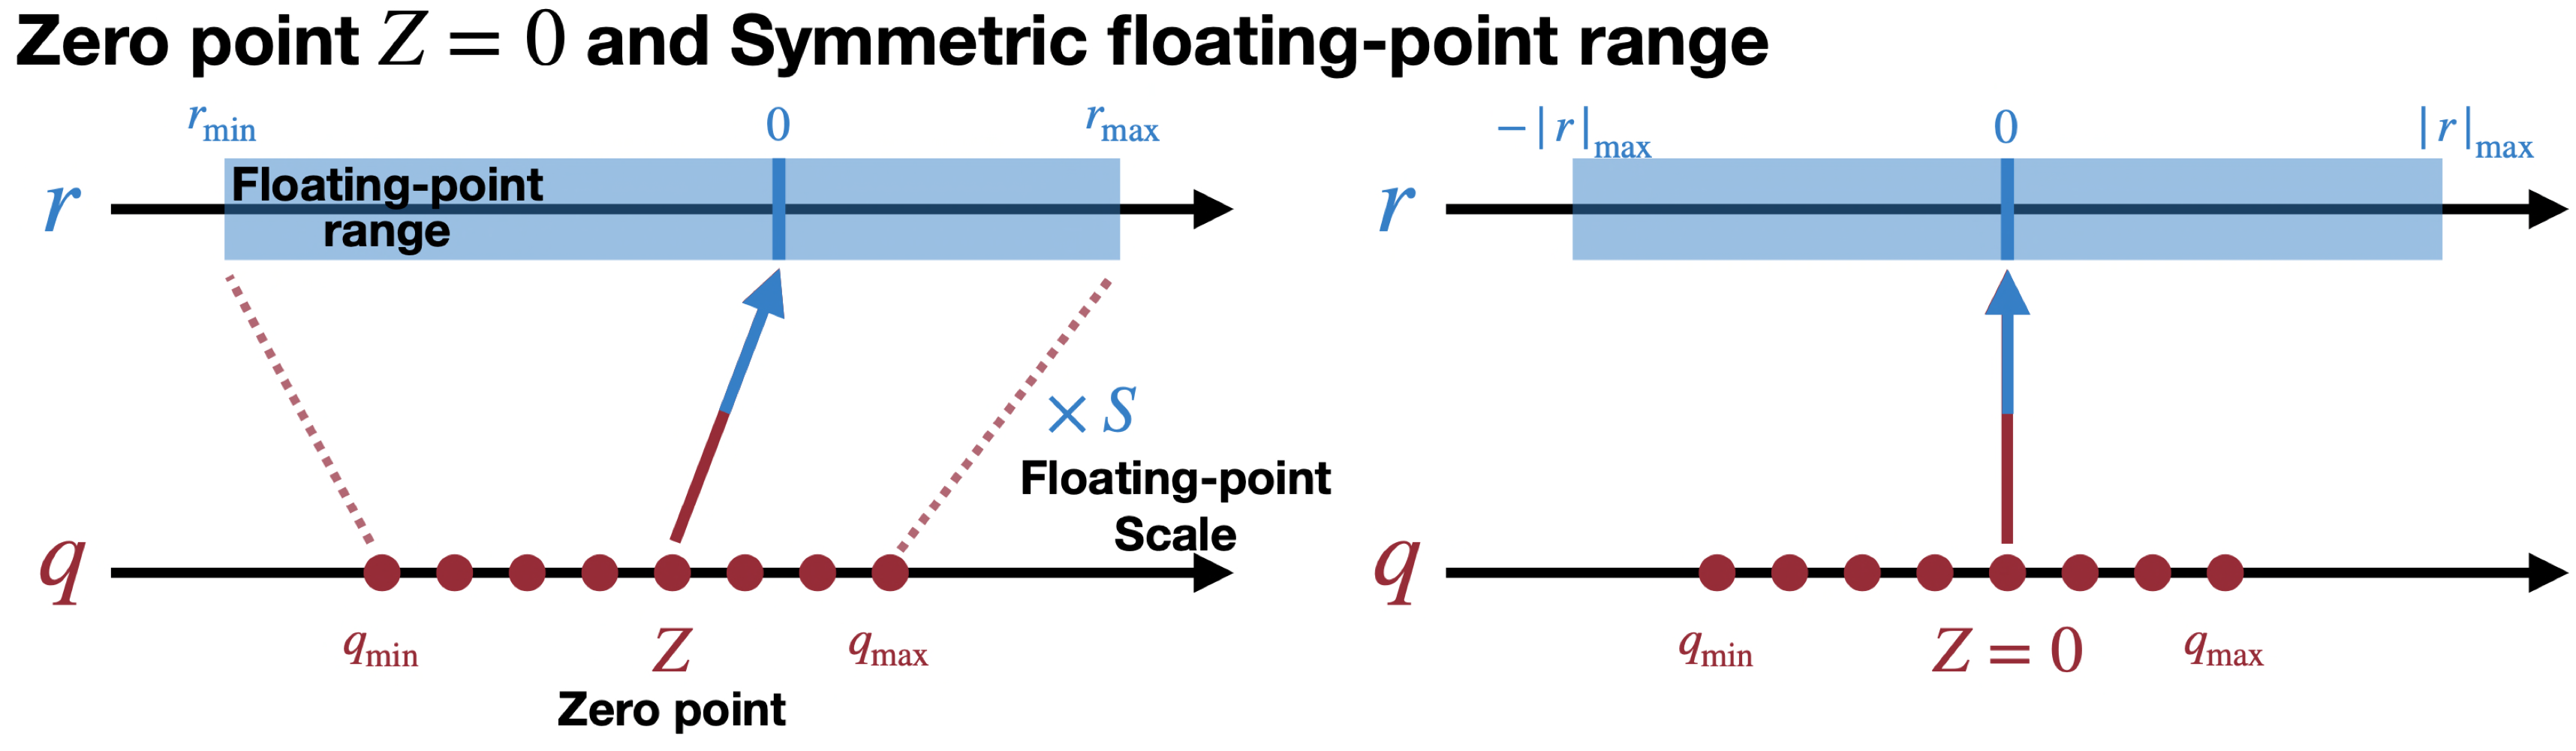 Zero point Z = 0 and Symmetric floating-point range
r_min 0 r_max
r
Floating-point
range
× S
Floating-point
Scale
q
q_min Z q_max
Zero point
−|r|_max 0 |r|_max
r
q
q_min Z = 0 q_max